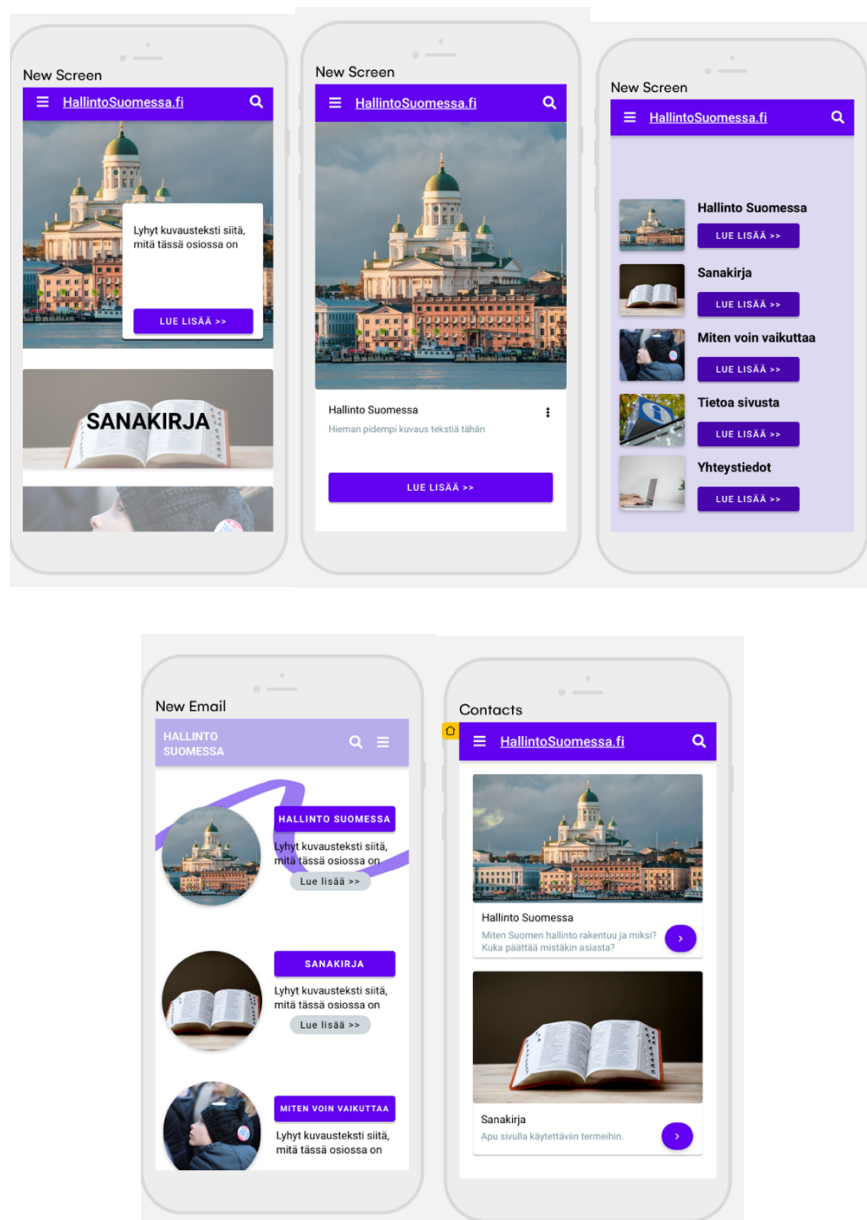 New Screen
HallintoSuomessa.fi
Lyhyt kuvausteksti siitä,
mitä tässä osiossa on
LUE LISÄÄ >>
SANAKIRJA
New Screen
HallintoSuomessa.fi
Hallinto Suomessa
Hieman pidempi kuvaus tekstiä tähän
LUE LISÄÄ >>
New Screen
HallintoSuomessa.fi
Hallinto Suomessa
LUE LISÄÄ >>
Sanakirja
LUE LISÄÄ >>
Miten voin vaikuttaa
LUE LISÄÄ >>
Tietoa sivusta
LUE LISÄÄ >>
Yhteystiedot
LUE LISÄÄ >>
New Email
HALLINTO
SUOMESSA
HALLINTO SUOMESSA
Lyhyt kuvausteksti siitä,
mitä tässä osiossa on
Lue lisää >>
SANAKIRJA
Lyhyt kuvausteksti siitä,
mitä tässä osiossa on
Lue lisää >>
MITEN VOIN VAIKUTTAA
Lyhyt kuvausteksti siitä,
mitä tässä osiossa on
Contacts
HallintoSuomessa.fi
Hallinto Suomessa
Miten Suomen hallinto rakentuu ja miksi?
Kuka päättää mistäkin asiasta?
>
Sanakirja
Apu sivulla käytettäviin termeihin.
>